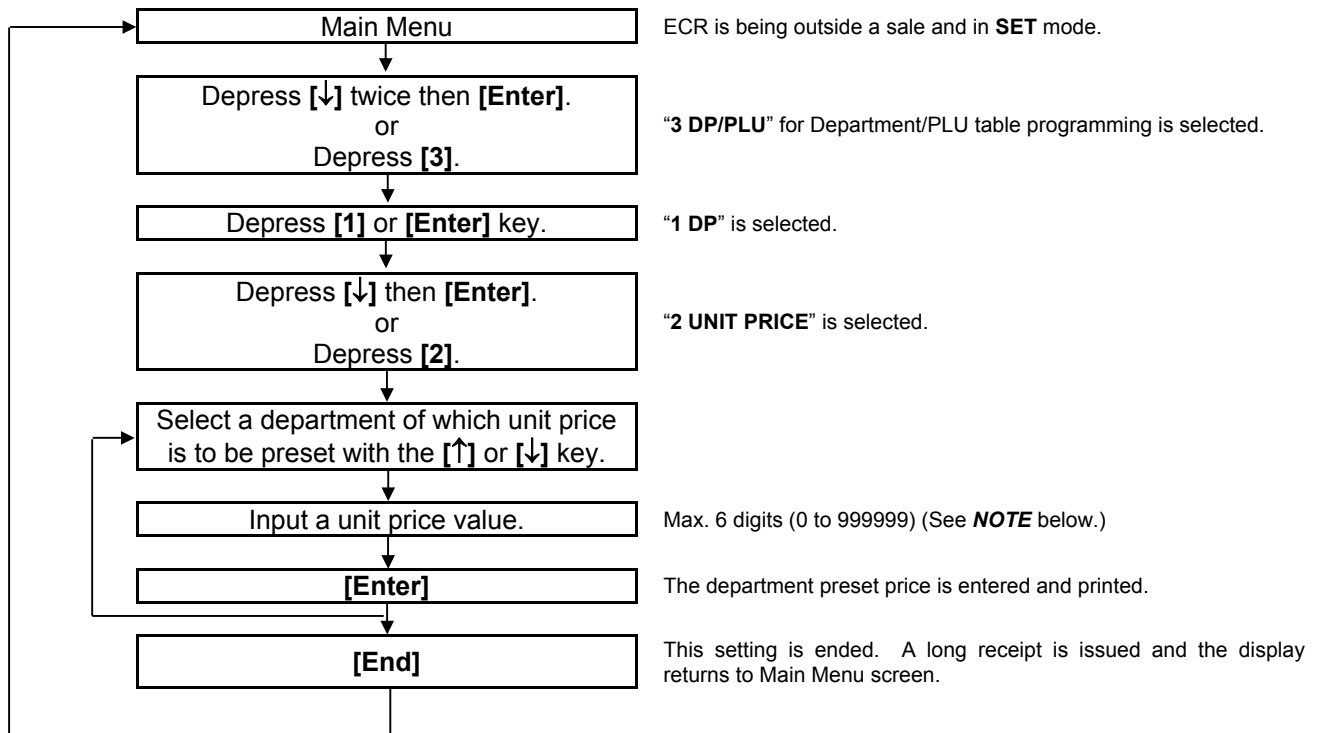 Main Menu
ECR is being outside a sale and in SET mode.
Depress [↓] twice then [Enter].
or
Depress [3].
“3 DP/PLU” for Department/PLU table programming is selected.
Depress [1] or [Enter] key.
“1 DP” is selected.
Depress [↓] then [Enter].
or
Depress [2].
“2 UNIT PRICE” is selected.
Select a department of which unit price
is to be preset with the [↑] or [↓] key.
Input a unit price value.
Max. 6 digits (0 to 999999) (See NOTE below.)
[Enter]
The department preset price is entered and printed.
[End]
This setting is ended. A long receipt is issued and the display
returns to Main Menu screen.